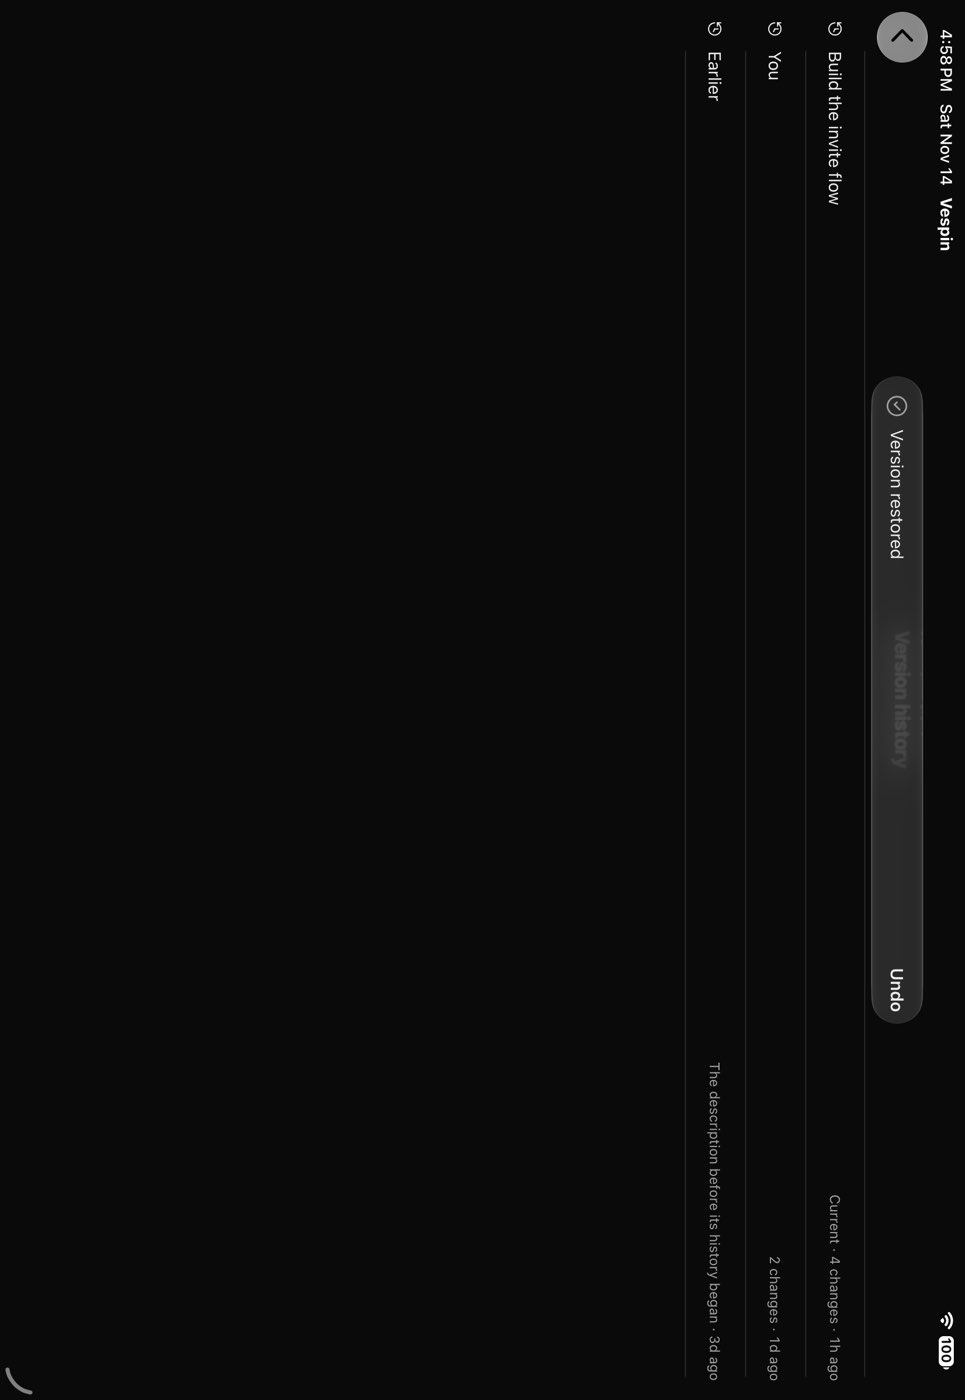 4:58 PM Sat Nov 14 Vespin
100
Version history
Version restored
Undo
Build the invite flow
Current · 4 changes · 1h ago
You
2 changes · 1d ago
Earlier
The description before its history began · 3d ago